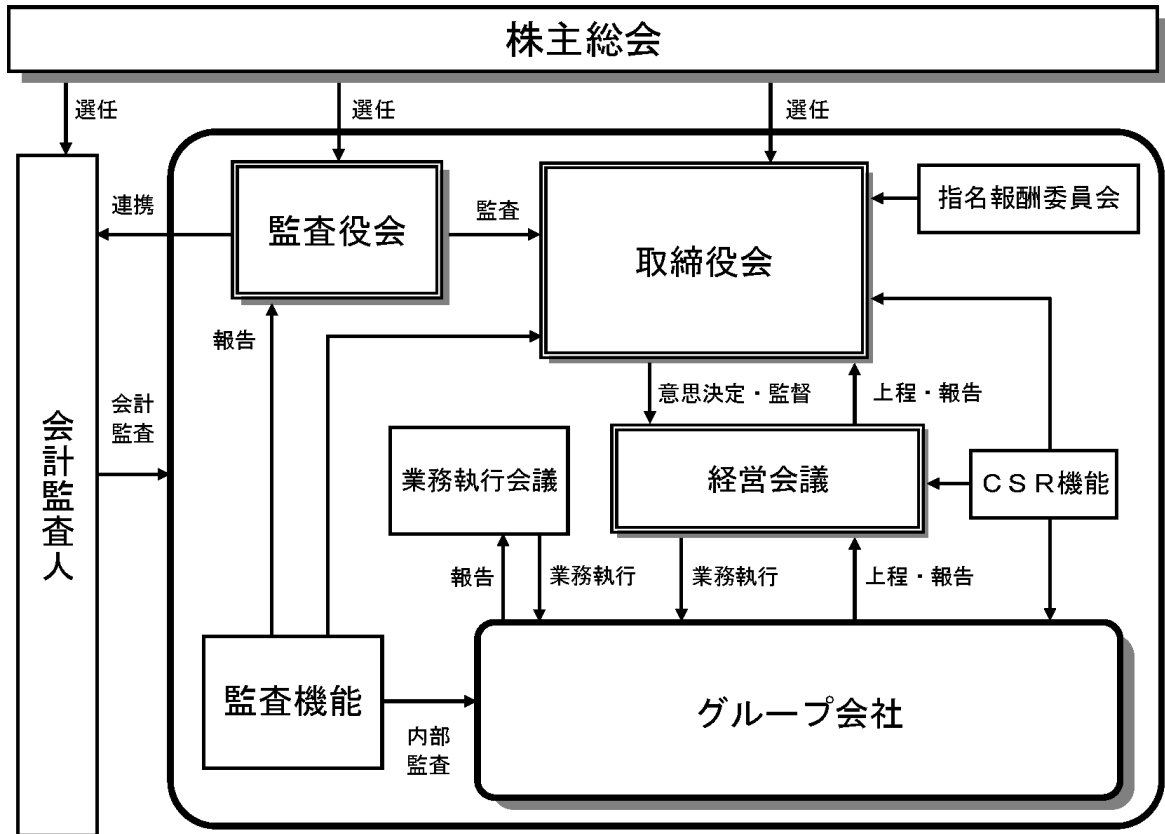 株主総会
選任
選任
選任
連携
監査役会
監査
取締役会
指名報酬委員会
報告
意思決定・監督
上程・報告
会計
監査
会計監査人
業務執行会議
経営会議
ＣＳＲ機能
報告
業務執行
業務執行
上程・報告
監査機能
内部
監査
グループ会社